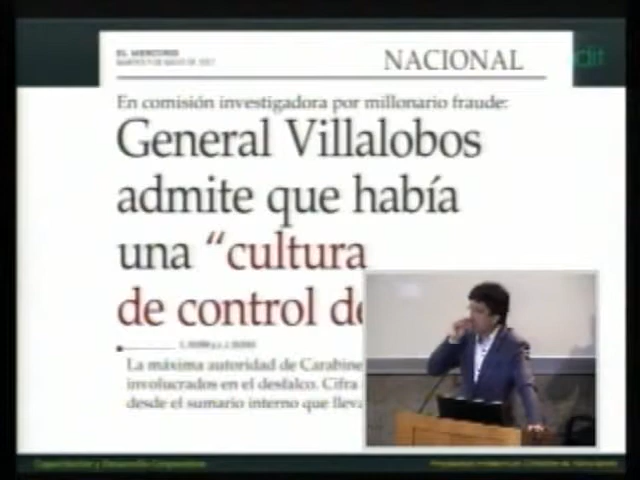 EL MERCURIO
NACIONAL
dit
En comisión investigadora por millonario fraude:
General Villalobos
admite que había
una “cultura
de control de
La máxima autoridad de Carabine
involucrados en el desfalco. Cifra
desde el sumario interno que lleva